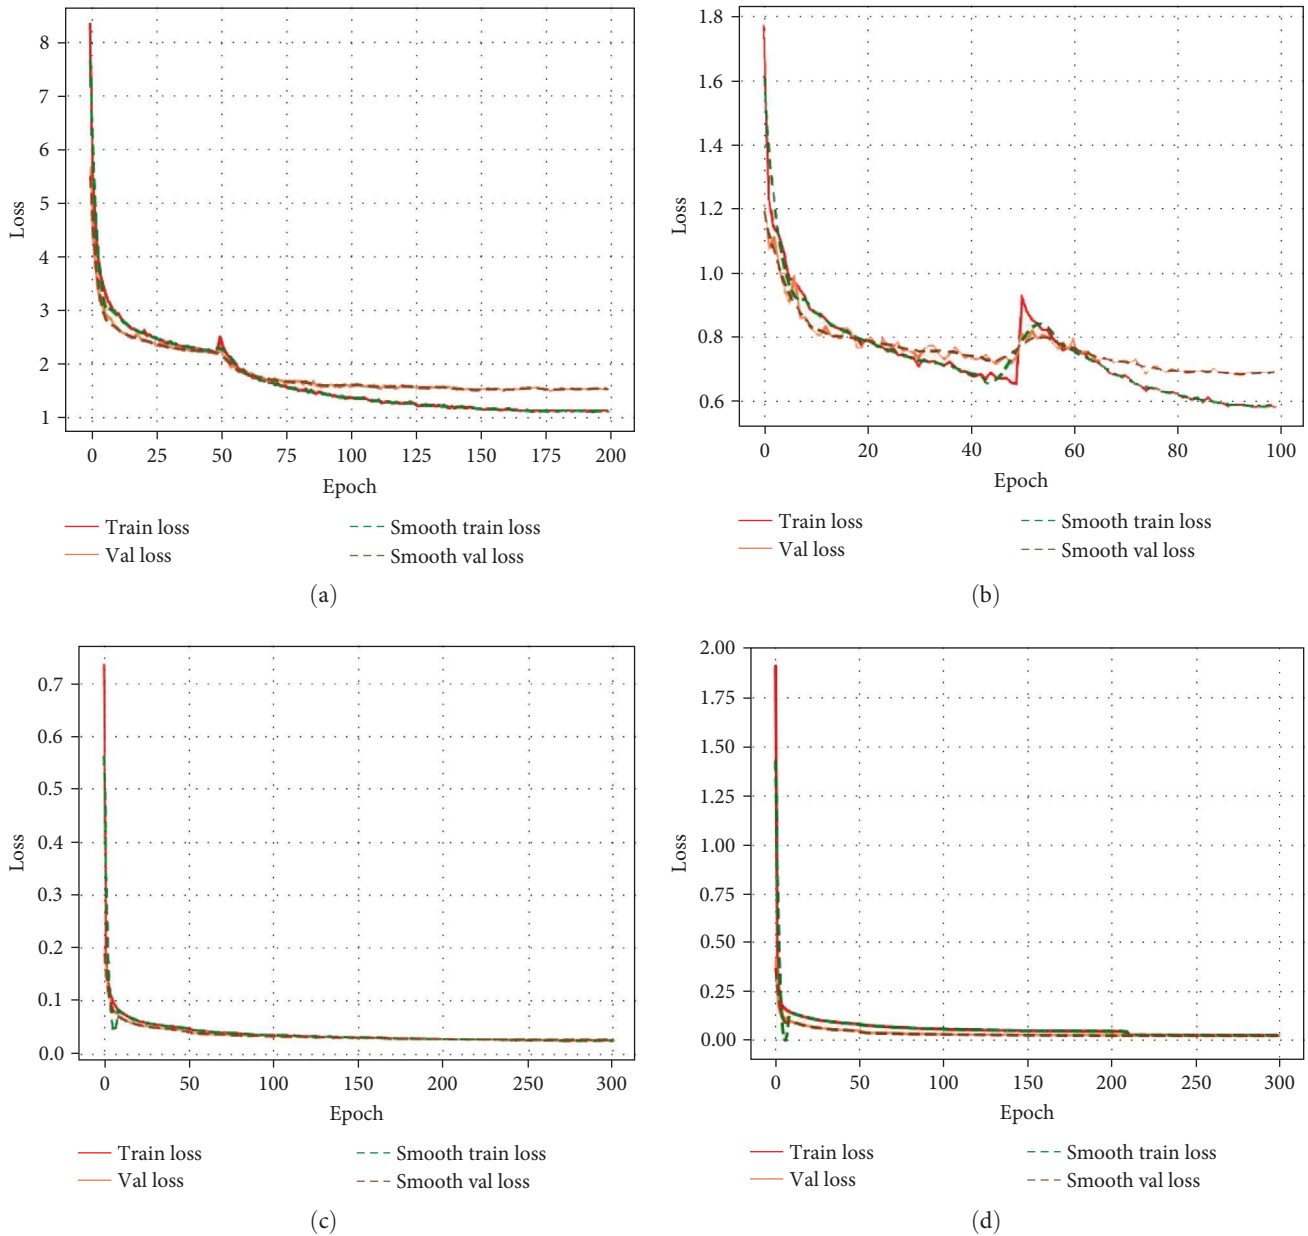 8
7
6
5
4
3
2
1
Loss
0 25 50 75 100 125 150 175 200
Epoch
Train loss
Val loss
Smooth train loss
Smooth val loss
(a)
1.8
1.6
1.4
1.2
1.0
0.8
0.6
Loss
0 20 40 60 80 100
Epoch
Train loss
Val loss
Smooth train loss
Smooth val loss
(b)
0.7
0.6
0.5
0.4
0.3
0.2
0.1
0.0
Loss
0 50 100 150 200 250 300
Epoch
Train loss
Val loss
Smooth train loss
Smooth val loss
(c)
2.00
1.75
1.50
1.25
1.00
0.75
0.50
0.25
0.00
Loss
0 50 100 150 200 250 300
Epoch
Train loss
Val loss
Smooth train loss
Smooth val loss
(d)